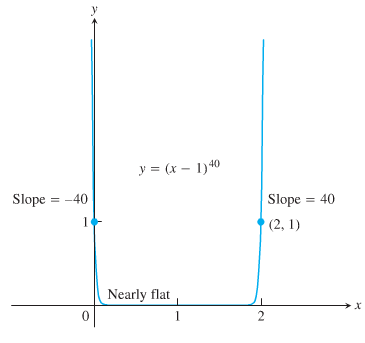 y
y = (x − 1)⁴⁰
Slope = −40
Slope = 40
1
(2, 1)
Nearly flat
x
0
1
2